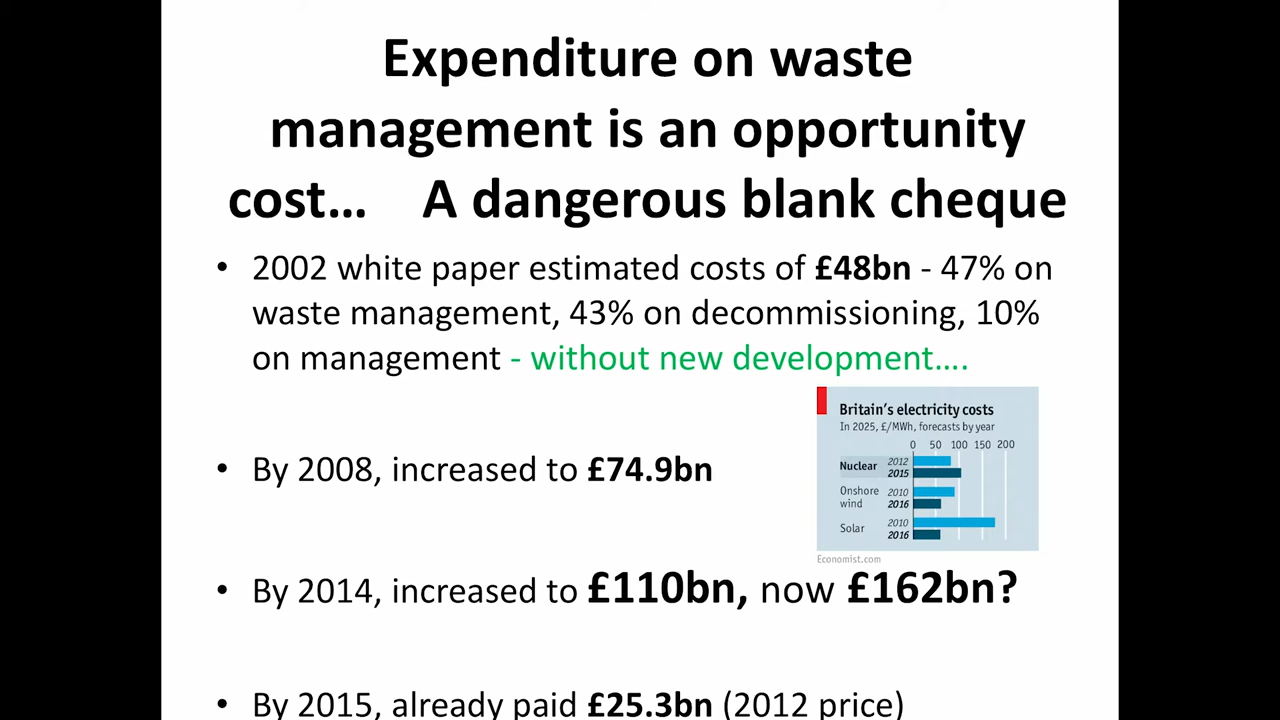 Expenditure on waste
management is an opportunity
cost... A dangerous blank cheque
• 2002 white paper estimated costs of £48bn - 47% on
waste management, 43% on decommissioning, 10%
on management - without new development....
Britain's electricity costs
In 2025, £/MWh, forecasts by year
0 50 100 150 200
Nuclear 2012
2015
Onshore 2010
wind 2016
Solar 2010
2016
Economist.com
• By 2008, increased to £74.9bn
• By 2014, increased to £110bn, now £162bn?
• By 2015, already paid £25.3bn (2012 price)